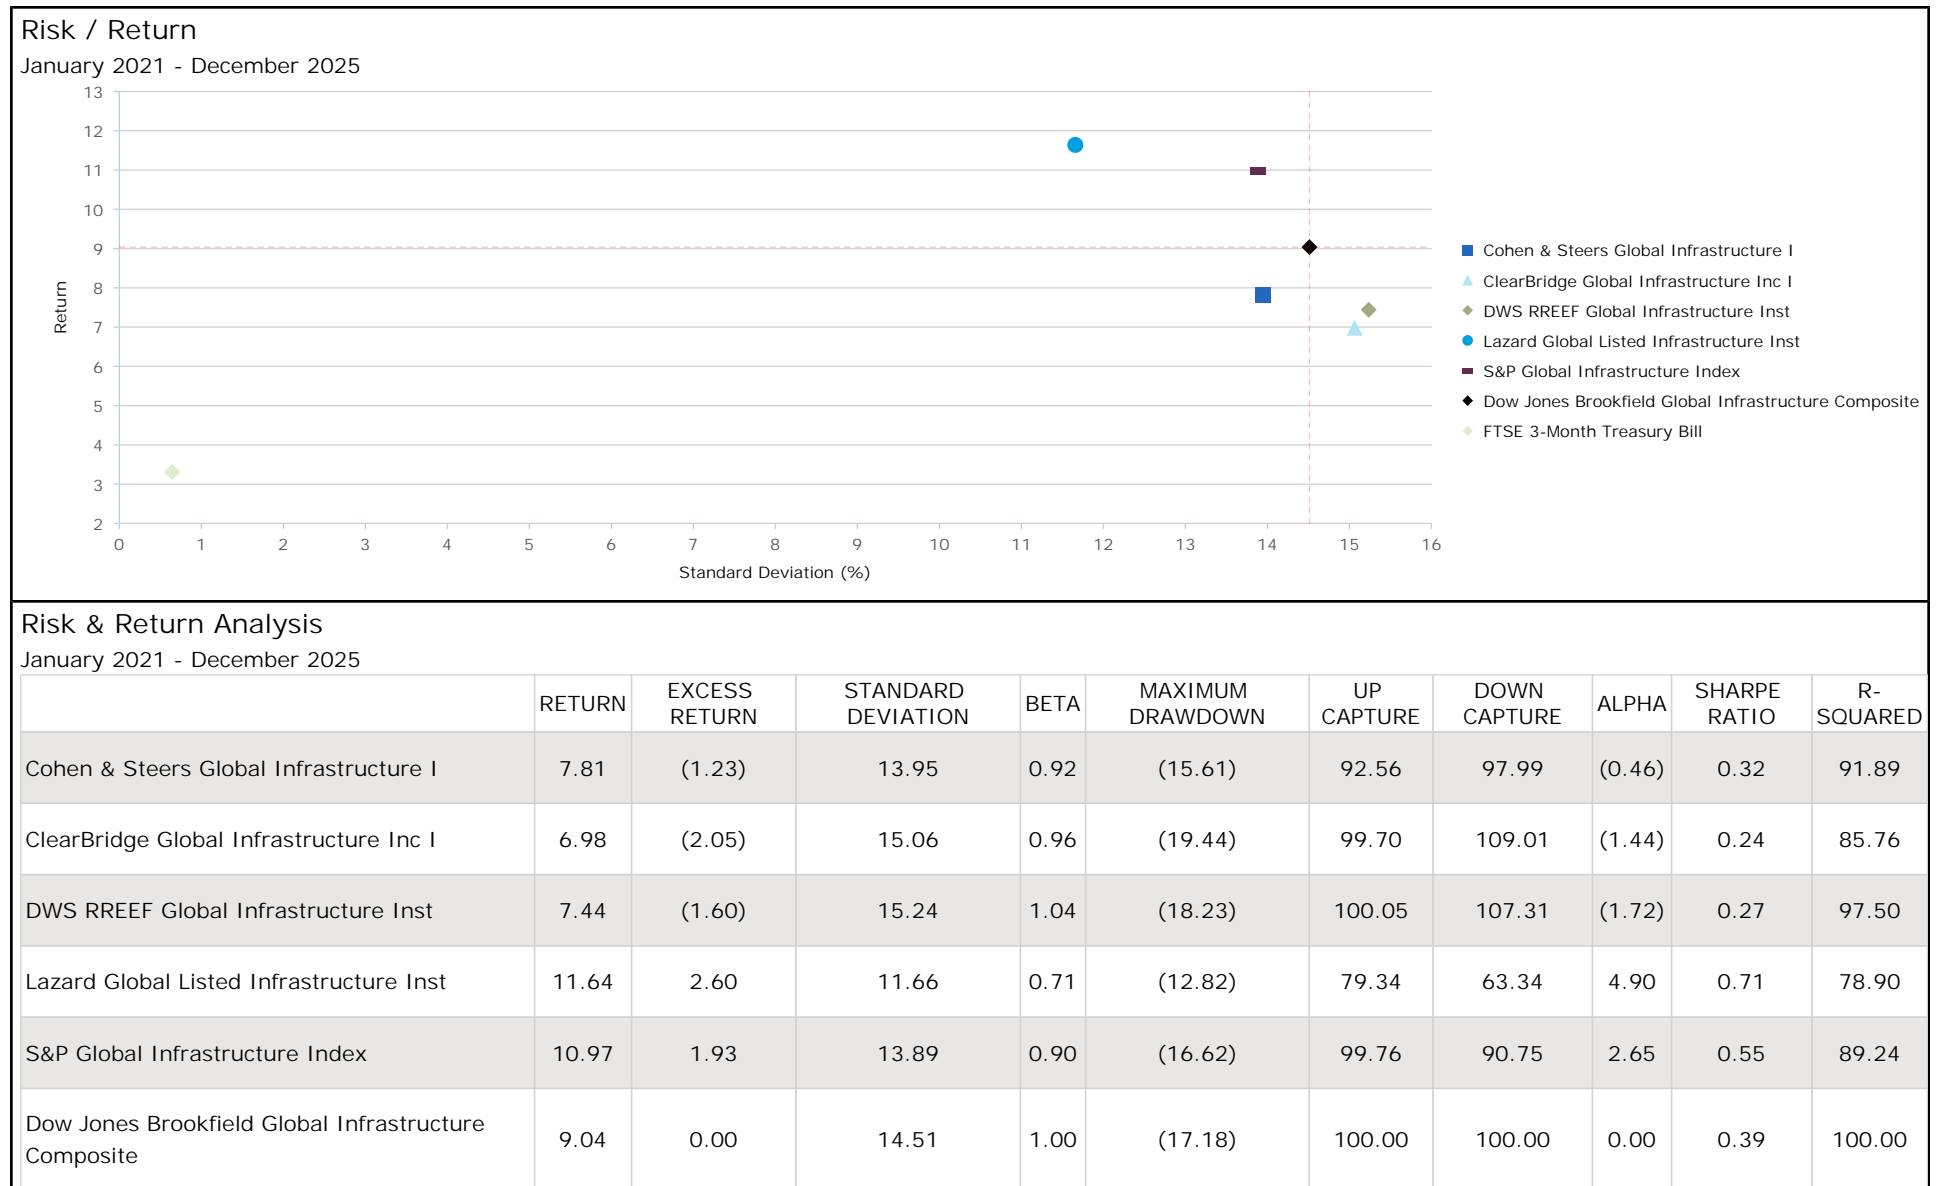 Risk / Return
January 2021 - December 2025
13
12
11
10
9
8
7
6
5
4
3
2
Return
0 1 2 3 4 5 6 7 8 9 10 11 12 13 14 15 16
Standard Deviation (%)
Cohen & Steers Global Infrastructure I
ClearBridge Global Infrastructure Inc I
DWS RREEF Global Infrastructure Inst
Lazard Global Listed Infrastructure Inst
S&P Global Infrastructure Index
Dow Jones Brookfield Global Infrastructure Composite
FTSE 3-Month Treasury Bill
Risk & Return Analysis
January 2021 - December 2025
RETURN EXCESS RETURN STANDARD DEVIATION BETA MAXIMUM DRAWDOWN UP CAPTURE DOWN CAPTURE ALPHA SHARPE RATIO R-SQUARED
Cohen & Steers Global Infrastructure I 7.81 (1.23) 13.95 0.92 (15.61) 92.56 97.99 (0.46) 0.32 91.89
ClearBridge Global Infrastructure Inc I 6.98 (2.05) 15.06 0.96 (19.44) 99.70 109.01 (1.44) 0.24 85.76
DWS RREEF Global Infrastructure Inst 7.44 (1.60) 15.24 1.04 (18.23) 100.05 107.31 (1.72) 0.27 97.50
Lazard Global Listed Infrastructure Inst 11.64 2.60 11.66 0.71 (12.82) 79.34 63.34 4.90 0.71 78.90
S&P Global Infrastructure Index 10.97 1.93 13.89 0.90 (16.62) 99.76 90.75 2.65 0.55 89.24
Dow Jones Brookfield Global Infrastructure
Composite 9.04 0.00 14.51 1.00 (17.18) 100.00 100.00 0.00 0.39 100.00